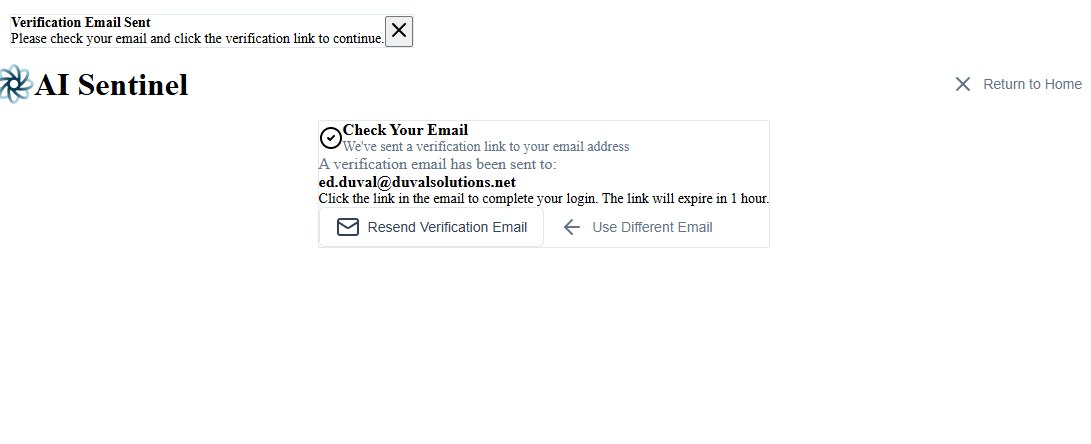 Verification Email Sent
Please check your email and click the verification link to continue.
AI Sentinel
Return to Home
Check Your Email
We've sent a verification link to your email address
A verification email has been sent to:
ed.duval@duvalsolutions.net
Click the link in the email to complete your login. The link will expire in 1 hour.
Resend Verification Email
Use Different Email